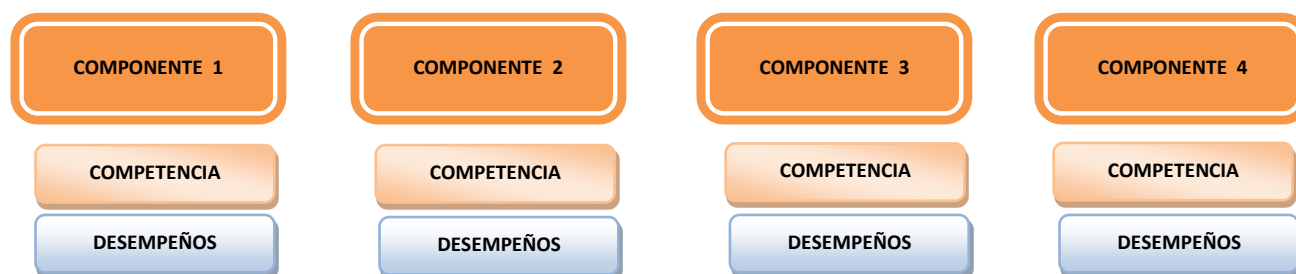 COMPONENTE 1
COMPONENTE 2
COMPONENTE 3
COMPONENTE 4
COMPETENCIA
COMPETENCIA
COMPETENCIA
COMPETENCIA
DESEMPEÑOS
DESEMPEÑOS
DESEMPEÑOS
DESEMPEÑOS